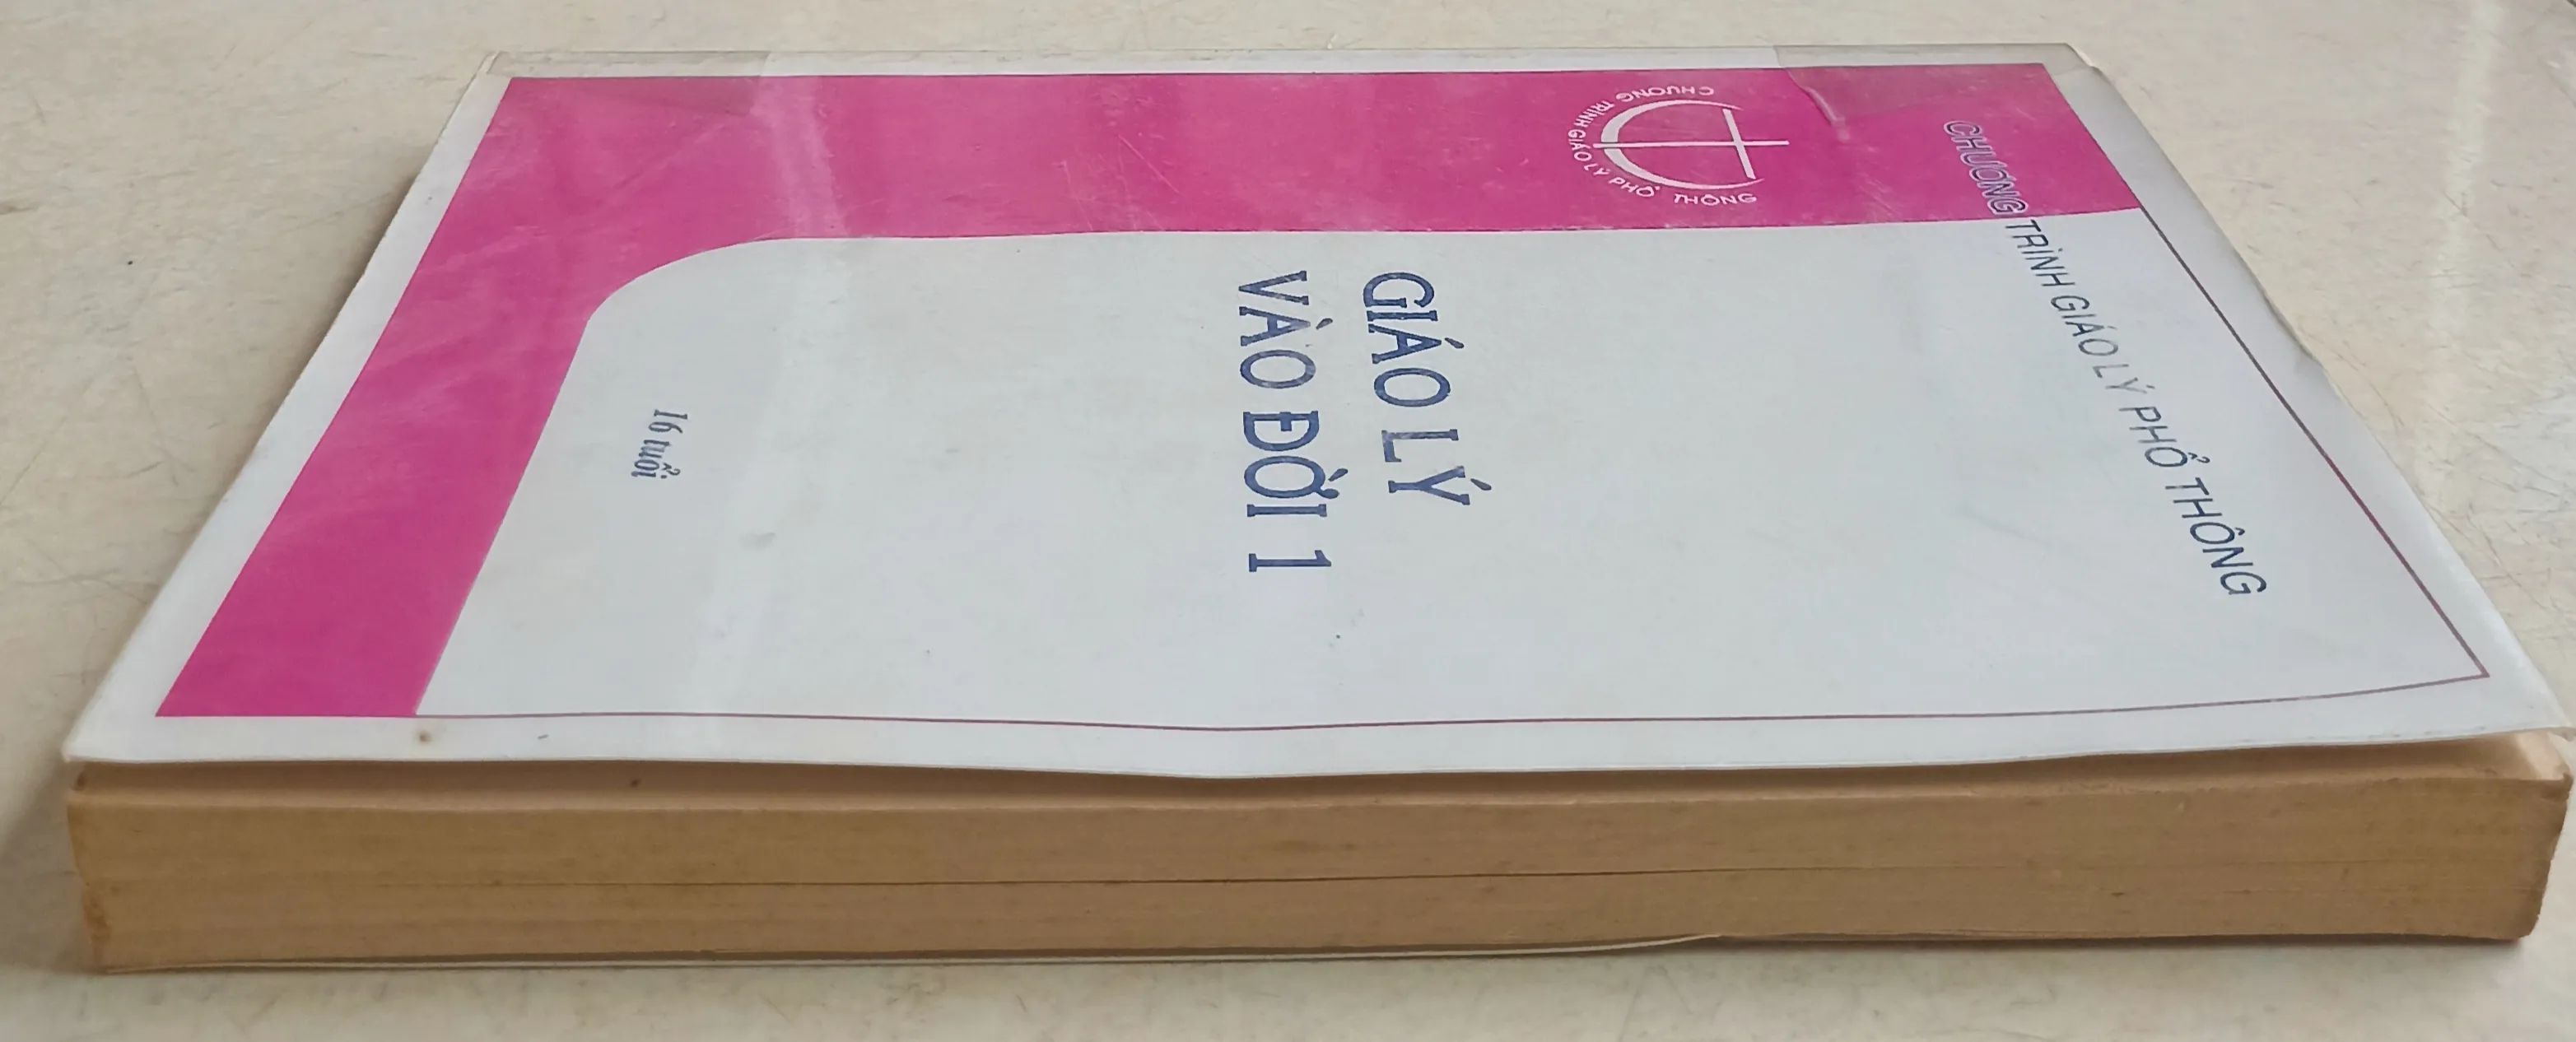 CHƯƠNG TRÌNH GIÁO LÝ PHỔ THÔNG
CHƯƠNG TRÌNH GIÁO LÝ PHỔ THÔNG
GIÁO LÝ
VÀO ĐỜI 1
16 tuổi